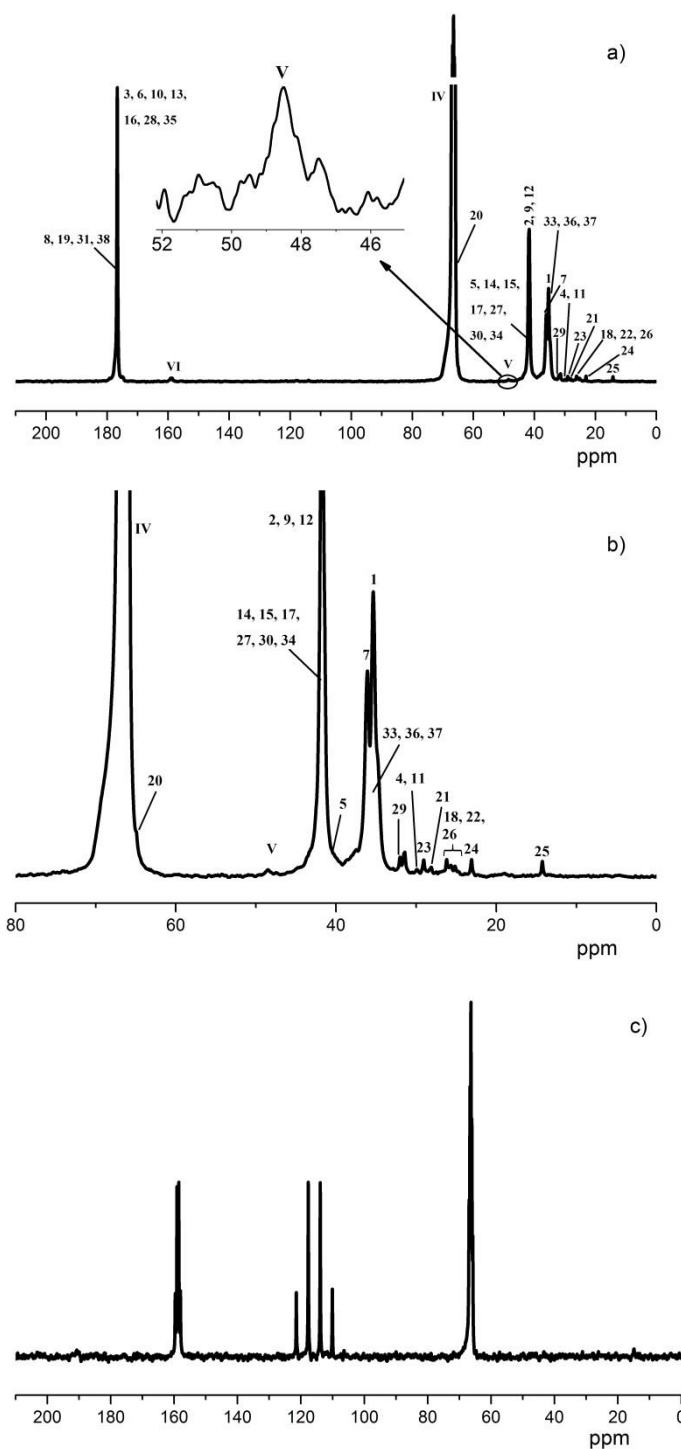 a)
V
3, 6, 10, 13,
16, 28, 35
IV
20
8, 19, 31, 38
52 50 48 46
2, 9, 12
33, 36, 37
1 7
4, 11
5, 14, 15,
17, 27,
30, 34
21
18, 22, 26
29 23
24
25
VI
V
200 180 160 140 120 100 80 60 40 20 0
ppm
b)
IV
2, 9, 12
1
14, 15, 17,
27, 30, 34
7
33, 36, 37
4, 11
20
5
21
18, 22,
26
V
29 23 24 25
80 60 40 20 0
ppm
c)
200 180 160 140 120 100 80 60 40 20 0
ppm